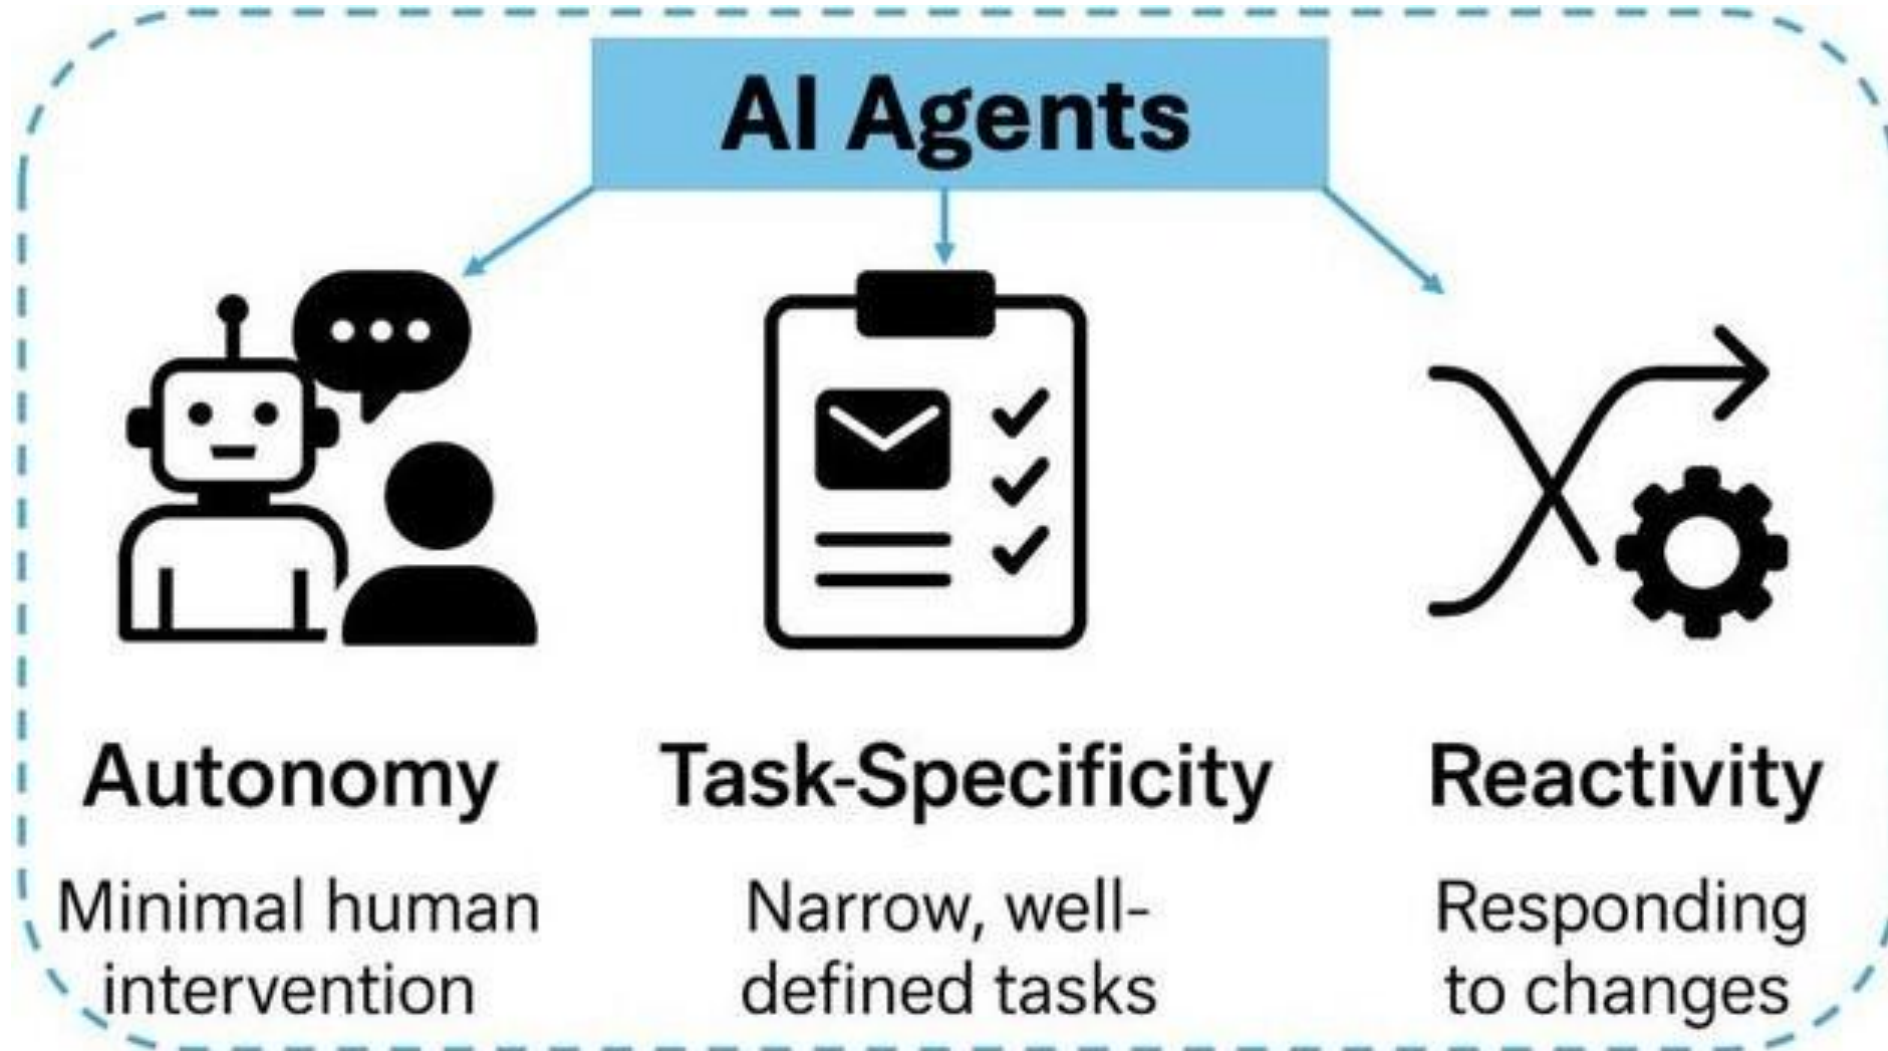 AI Agents
Autonomy
Minimal human
intervention
Task-Specificity
Narrow, well-
defined tasks
Reactivity
Responding
to changes